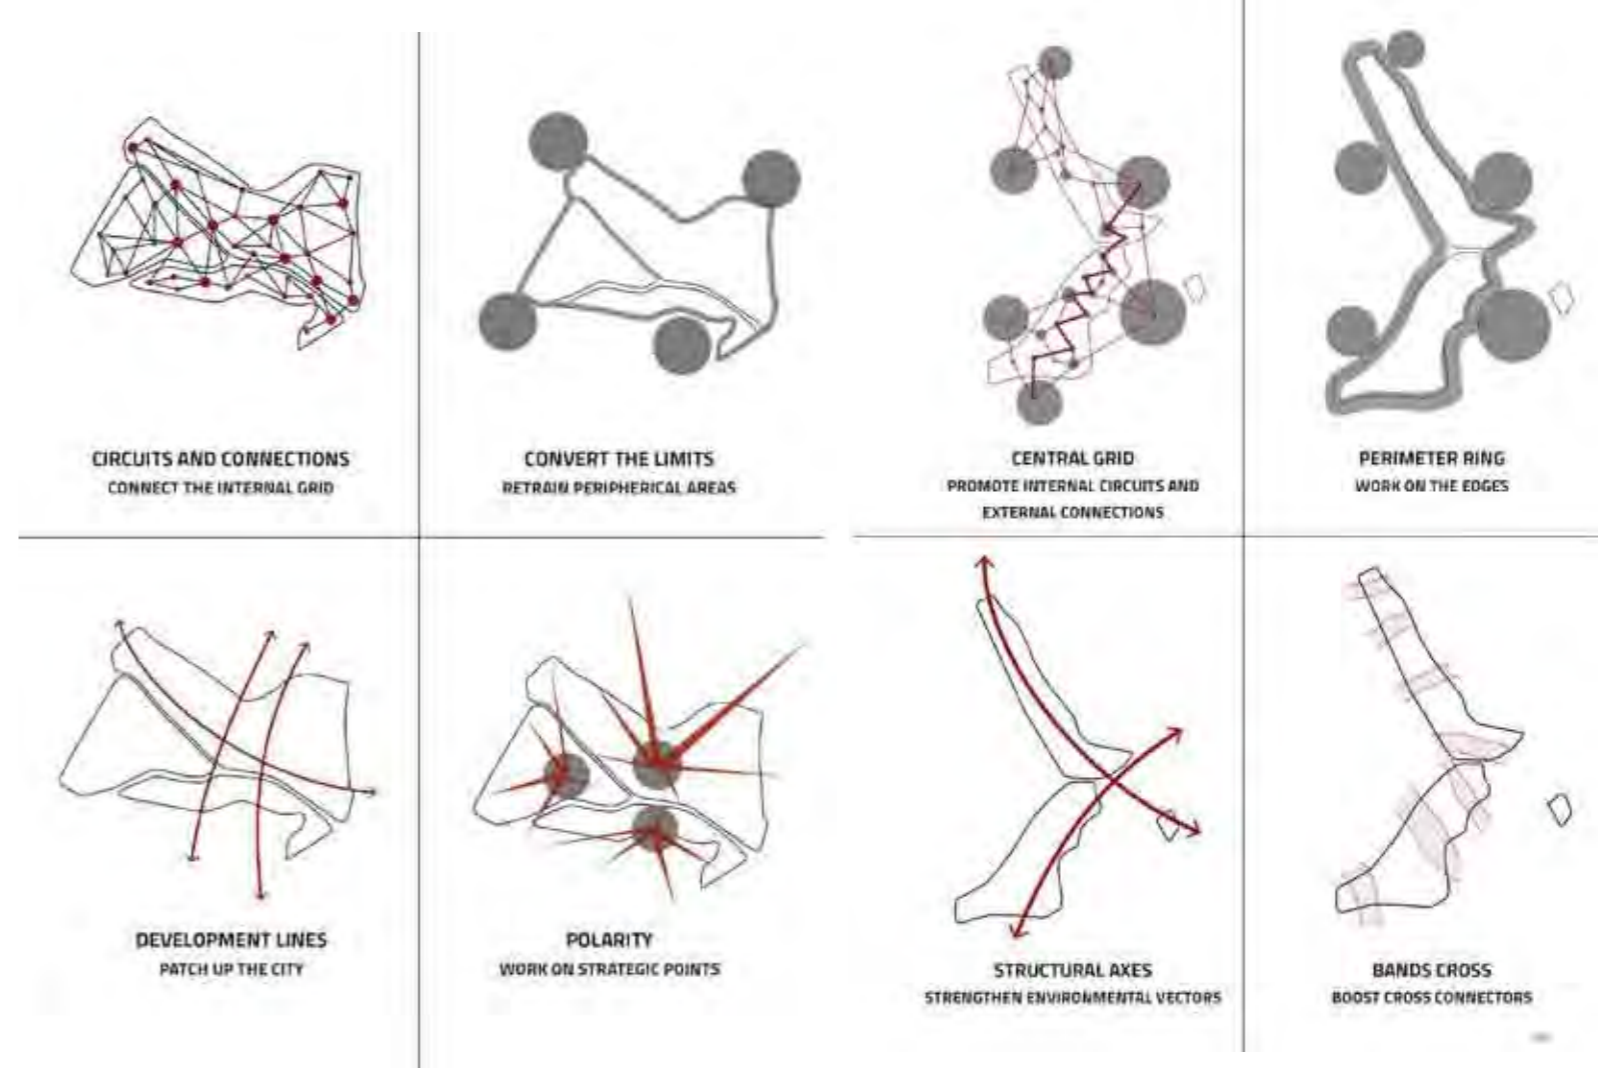 CIRCUITS AND CONNECTIONS
CONNECT THE INTERNAL GRID
CONVERT THE LIMITS
RETRAIN PERIPHERICAL AREAS
CENTRAL GRID
PROMOTE INTERNAL CIRCUITS AND
EXTERNAL CONNECTIONS
PERIMETER RING
WORK ON THE EDGES
DEVELOPMENT LINES
PATCH UP THE CITY
POLARITY
WORK ON STRATEGIC POINTS
STRUCTURAL AXES
STRENGTHEN ENVIRONMENTAL VECTORS
BANDS CROSS
BOOST CROSS CONNECTORS